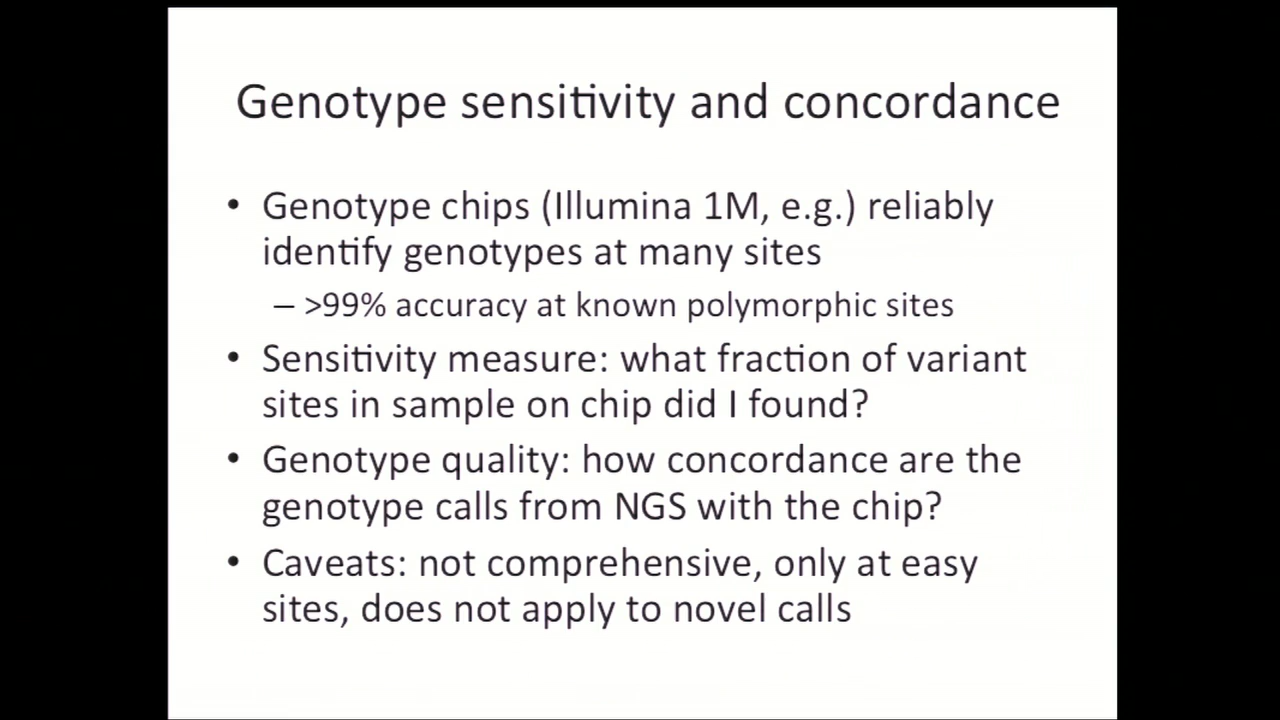 Genotype sensitivity and concordance
• Genotype chips (Illumina 1M, e.g.) reliably
identify genotypes at many sites
– >99% accuracy at known polymorphic sites
• Sensitivity measure: what fraction of variant
sites in sample on chip did I found?
• Genotype quality: how concordance are the
genotype calls from NGS with the chip?
• Caveats: not comprehensive, only at easy
sites, does not apply to novel calls